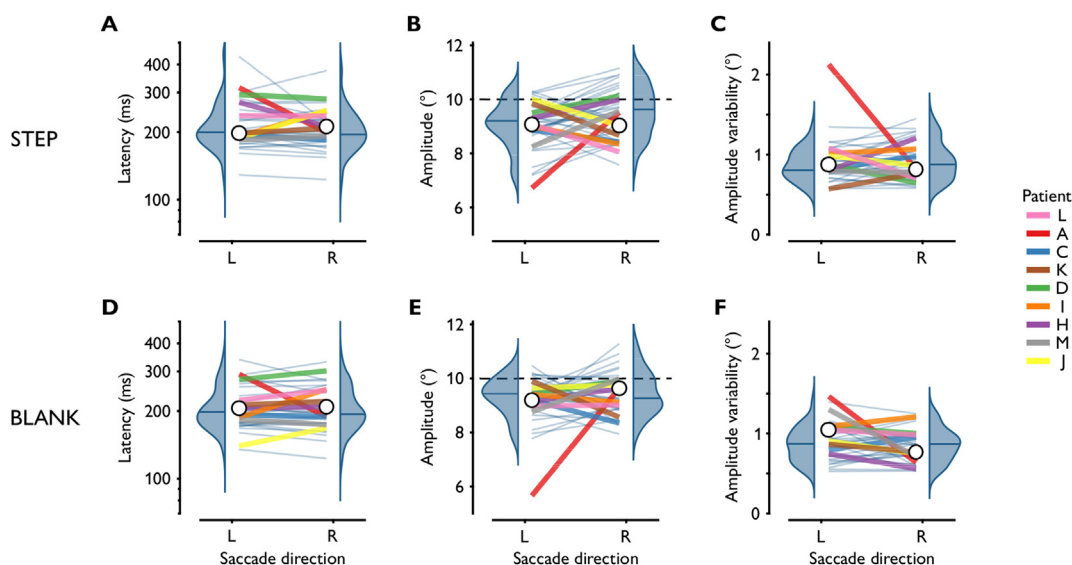 A
B
C
STEP
Latency (ms)
400
300
200
100
L
R
Amplitude (°)
12
10
8
6
L
R
Amplitude variability (°)
2
1
0
L
R
Patient
L
A
C
K
D
I
H
M
J
D
E
F
BLANK
Latency (ms)
400
300
200
100
L
R
Saccade direction
Amplitude (°)
12
10
8
6
L
R
Saccade direction
Amplitude variability (°)
2
1
0
L
R
Saccade direction